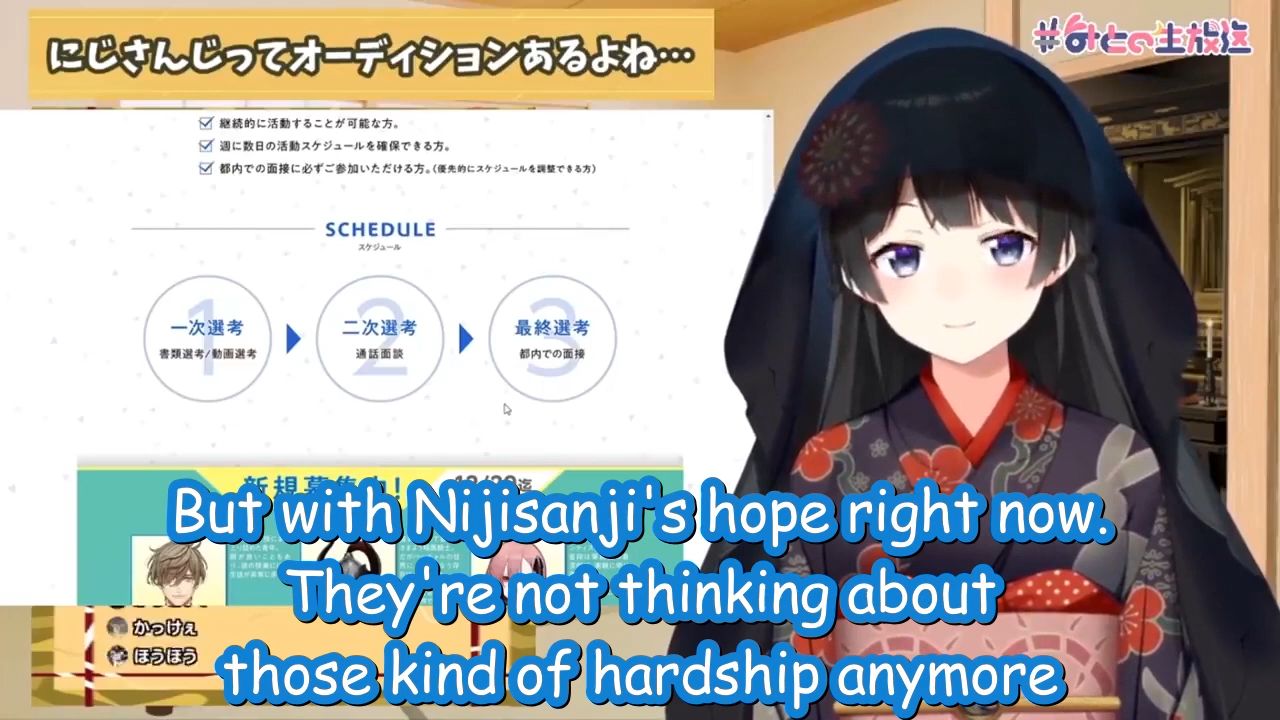 にじさんじってオーディションあるよね…
#みとの生放送
継続的に活動することが可能な方。
週に数日の活動スケジュールを確保できる方。
都内での面接に必ずご参加いただける方。(優先的にスケジュールを調整できる方)
SCHEDULE
スケジュール
1
一次選考
書類選考/動画選考
2
二次選考
通話面談
3
最終選考
都内での面接
新規募集中!
But with Nijisanji's hope right now.
They're not thinking about
those kind of hardship anymore
かっけぇ
ほうほう